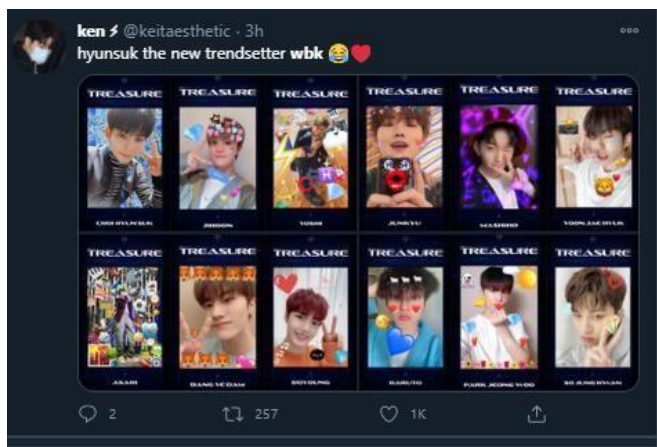 ken ⚡ @keitaesthetic · 3h
hyunsuk the new trendsetter wbk 😂❤️
TREASURE TREASURE TREASURE TREASURE TREASURE TREASURE
CHOI HYUN SUK JIHOON YOSHI JUNKYU MASHIHO YOON JAE HYUK
TREASURE TREASURE TREASURE TREASURE TREASURE TREASURE
ASAHI BANG YE DAM DOYOUNG HARUTO PARK JEONG WOO SO JUNG HWAN
2 257 1K